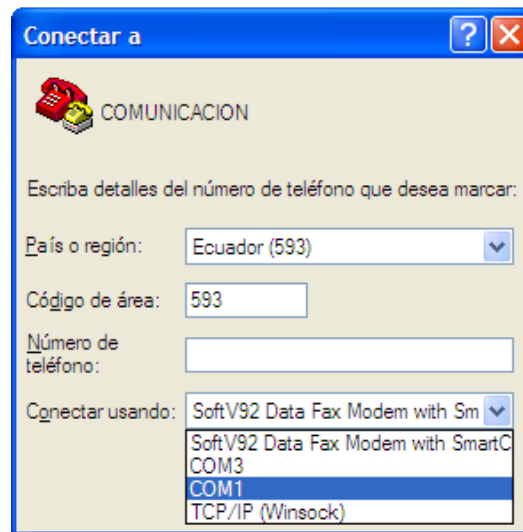 Conectar a
COMUNICACION
Escriba detalles del número de teléfono que desea marcar:
País o región: Ecuador (593)
Código de área: 593
Número de
teléfono:
Conectar usando: SoftV92 Data Fax Modem with Sm
SoftV92 Data Fax Modem with SmartC
COM3
COM1
TCP/IP (Winsock)